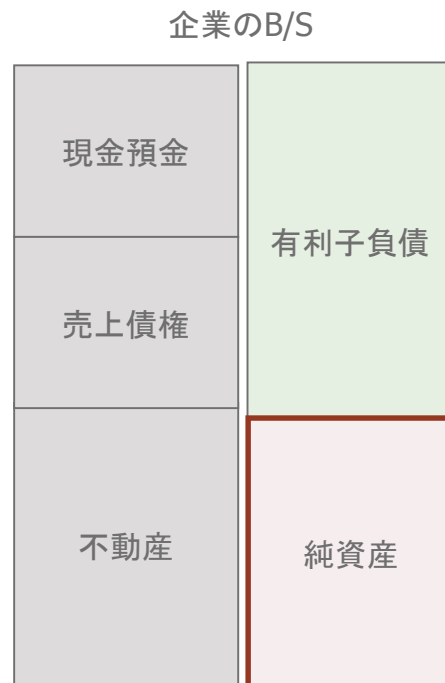 企業のB/S
現金預金
売上債権
不動産
有利子負債
純資産